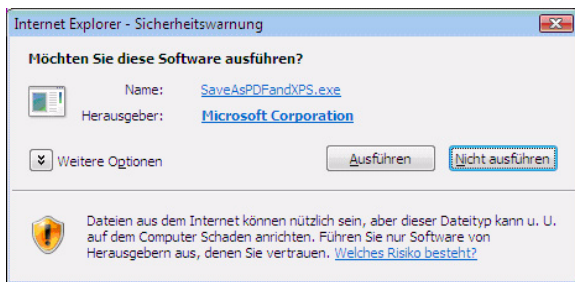 Internet Explorer - Sicherheitswarnung
Möchten Sie diese Software ausführen?
Name: SaveAsPDFandXPS.exe
Herausgeber: Microsoft Corporation
Weitere Optionen Ausführen Nicht ausführen
Dateien aus dem Internet können nützlich sein, aber dieser Dateityp kann u. U.
auf dem Computer Schaden anrichten. Führen Sie nur Software von
Herausgebern aus, denen Sie vertrauen. Welches Risiko besteht?